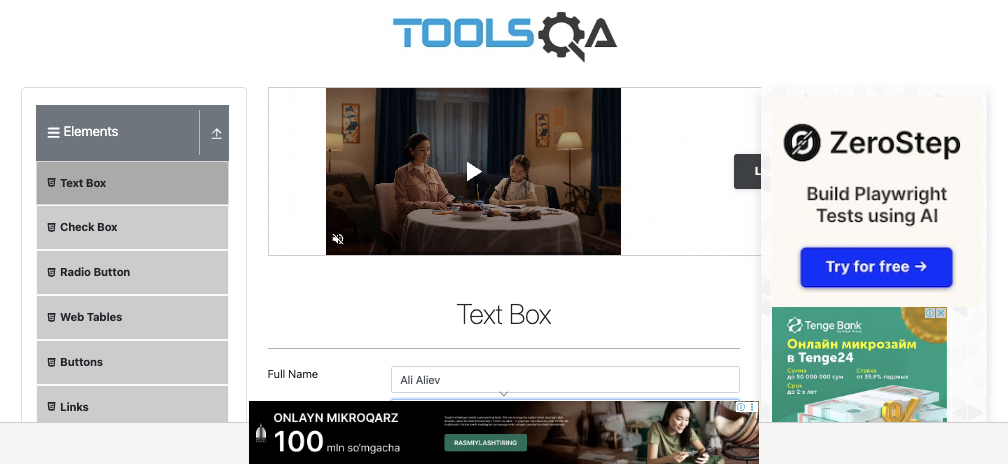 TOOLSQA
Elements
Text Box
Check Box
Radio Button
Web Tables
Buttons
Links
L
Text Box
Full Name
Ali Aliev
ZeroStep
Build Playwright
Tests using AI
Try for free →
Tenge Bank
Онлайн микрозайм
в Tenge24
Сумма
до 50 000 000 сум
Ставка
от 35,9% годовых
Срок
до 2-х лет
ONLAYN MIKROQARZ
100 mln so'mgacha
RASMIYLASHTIRING